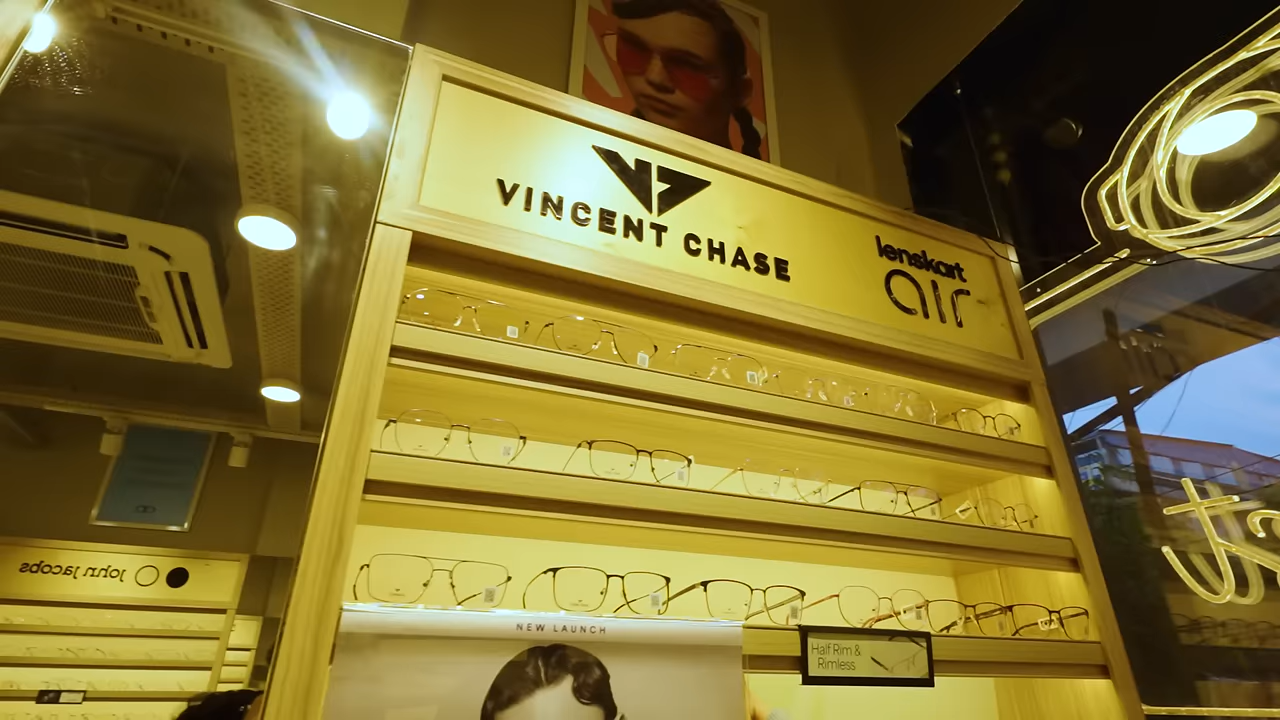 VINCENT CHASE
lenskart
air
john jacobs
NEW LAUNCH
Half Rim &
Rimless